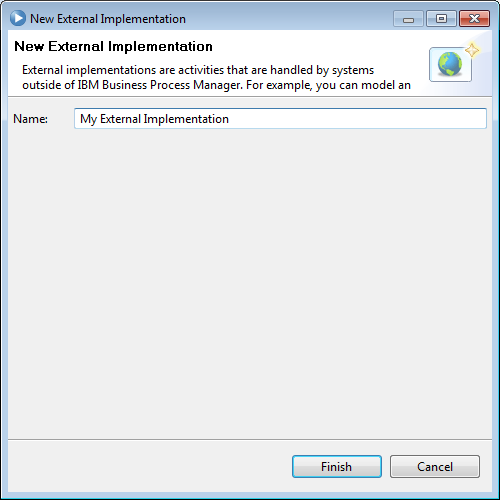 New External Implementation
New External Implementation
External implementations are activities that are handled by systems
outside of IBM Business Process Manager. For example, you can model an
Name: My External Implementation
Finish Cancel